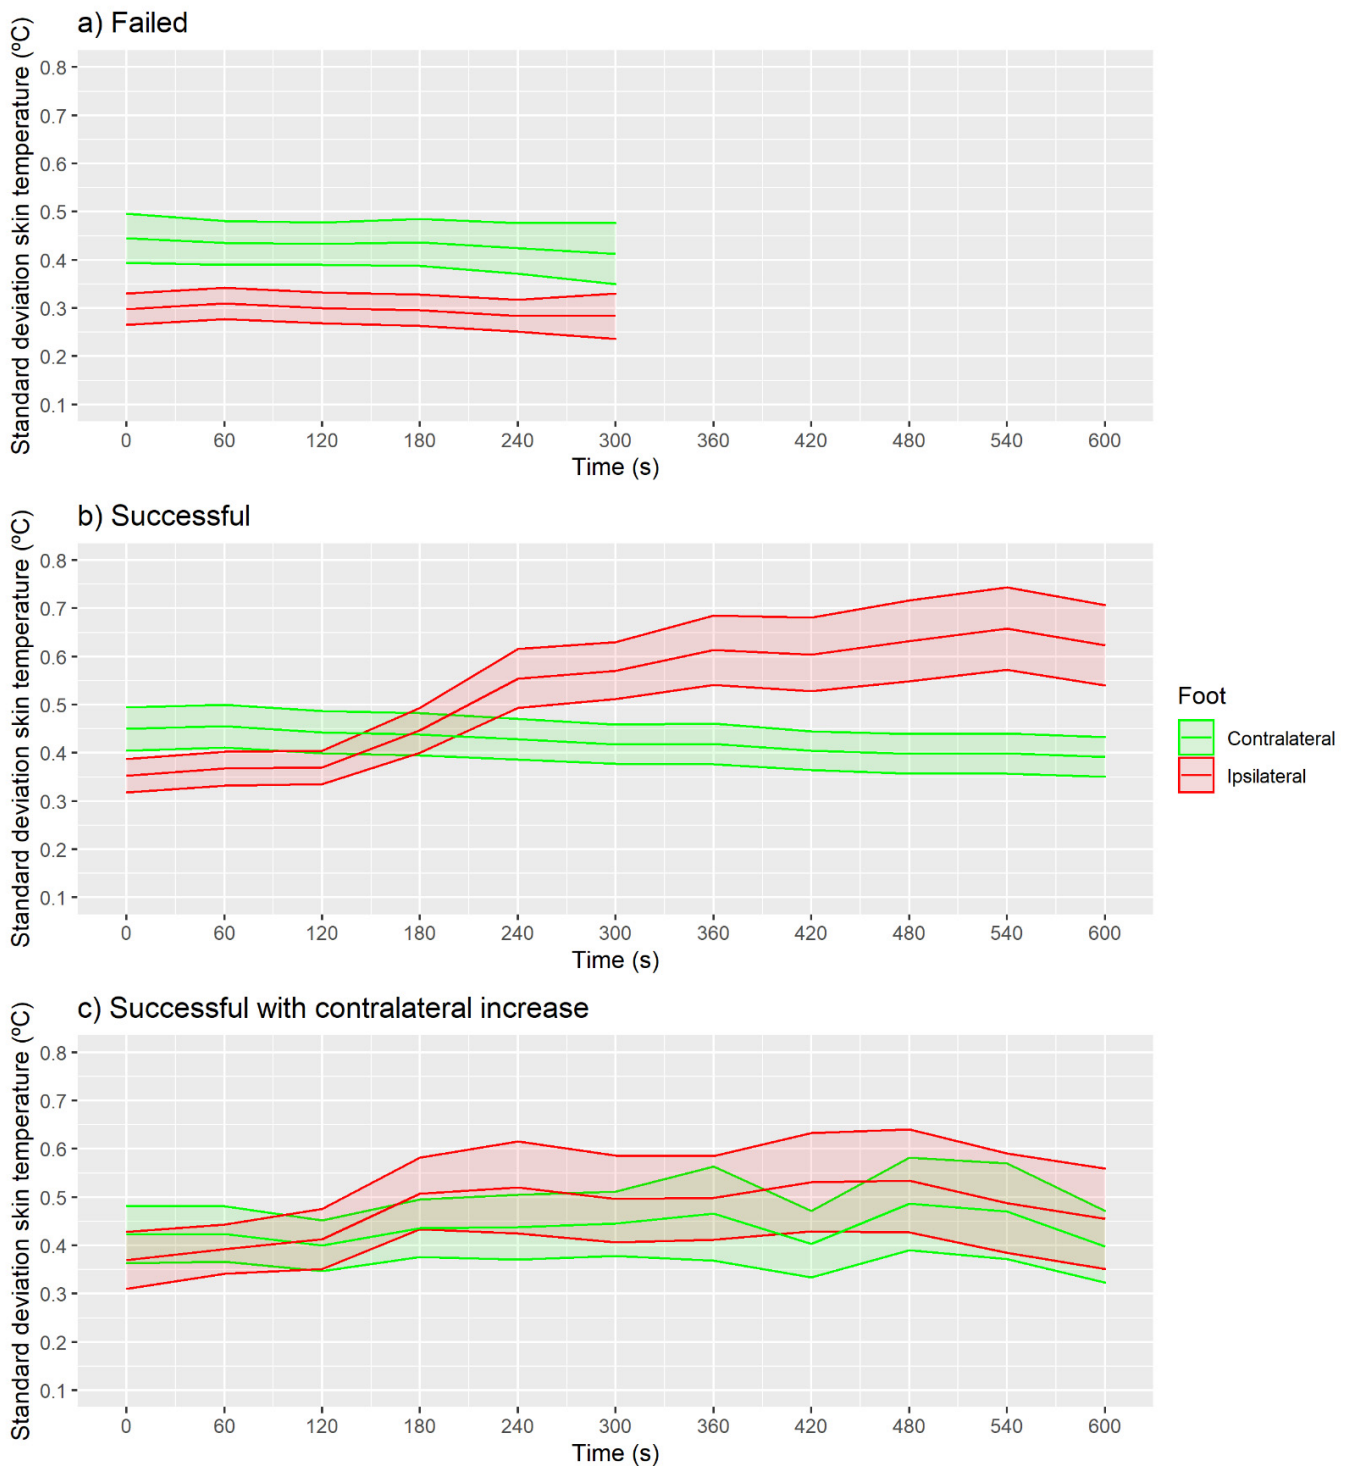 a) Failed
Standard deviation skin temperature (ºC)
0.8
0.7
0.6
0.5
0.4
0.3
0.2
0.1
0 60 120 180 240 300 360 420 480 540 600
Time (s)
b) Successful
Standard deviation skin temperature (ºC)
0.8
0.7
0.6
0.5
0.4
0.3
0.2
0.1
0 60 120 180 240 300 360 420 480 540 600
Time (s)
Foot
Contralateral
Ipsilateral
c) Successful with contralateral increase
Standard deviation skin temperature (ºC)
0.8
0.7
0.6
0.5
0.4
0.3
0.2
0.1
0 60 120 180 240 300 360 420 480 540 600
Time (s)